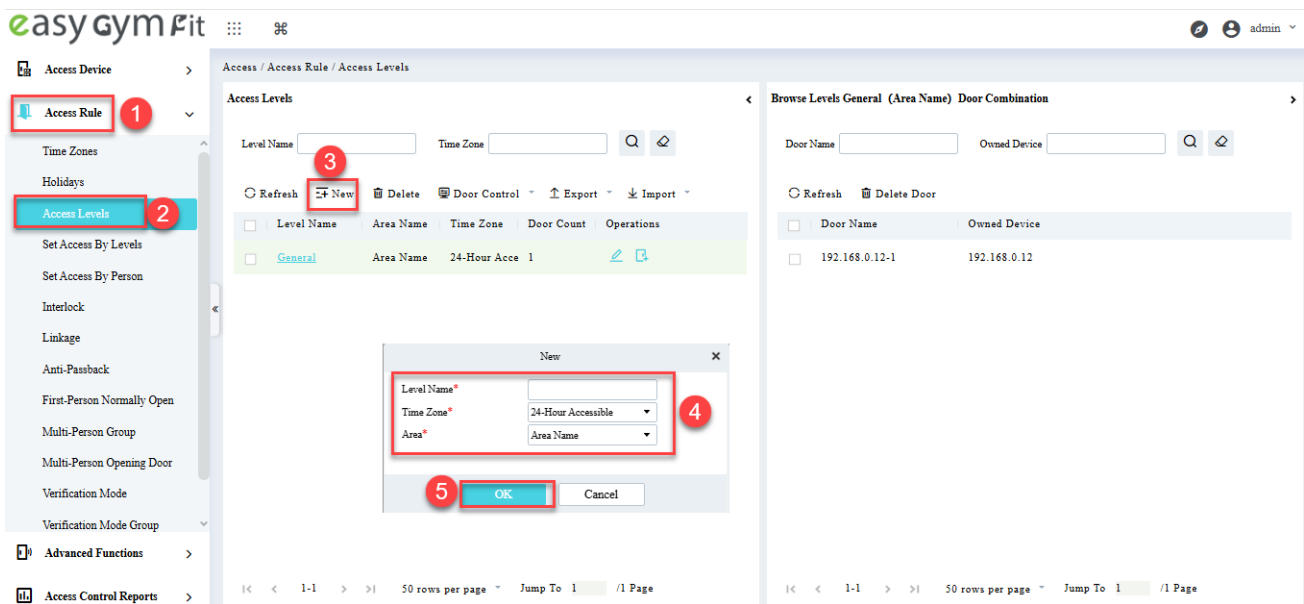 easy Gym Fit
admin
Access Device
Access Rule
1
Time Zones
Holidays
Access Levels
2
Set Access By Levels
Set Access By Person
Interlock
Linkage
Anti-Passback
First-Person Normally Open
Multi-Person Group
Multi-Person Opening Door
Verification Mode
Verification Mode Group
Advanced Functions
Access Control Reports
Access / Access Rule / Access Levels
Access Levels
Level Name Time Zone
3
Refresh New Delete Door Control Export Import
Level Name Area Name Time Zone Door Count Operations
General Area Name 24-Hour Acce 1
New
Level Name*
Time Zone* 24-Hour Accessible
Area* Area Name
4
5
OK Cancel
1-1 50 rows per page Jump To 1 /1 Page
Browse Levels General (Area Name) Door Combination
Door Name Owned Device
Refresh Delete Door
Door Name Owned Device
192.168.0.12-1 192.168.0.12
1-1 50 rows per page Jump To 1 /1 Page